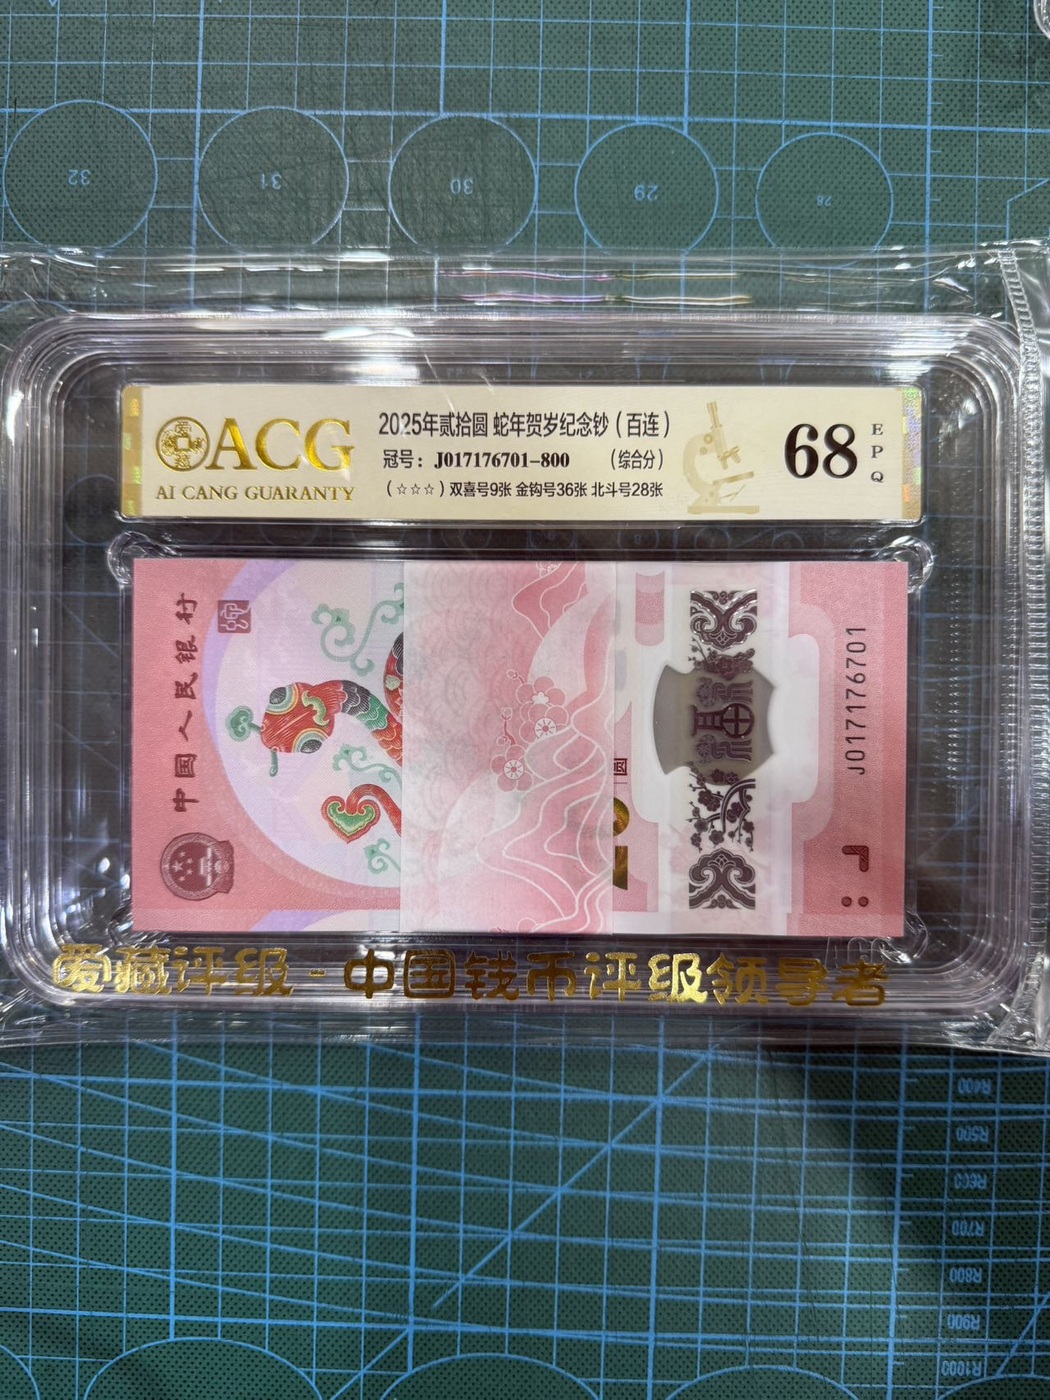 32
31
30
29
28
ACG
AI CANG GUARANTY
2025年贰拾圆 蛇年贺岁纪念钞（百连）
冠号：J017176701-800 （综合分）
（☆☆☆）双喜号9张 金钩号36张 北斗号28张
68
EPQ
中国人民银行
圆
J017176701
爱藏评级-中国钱币评级领导者
R400
R500
R600
R700
R800
R900
R1000